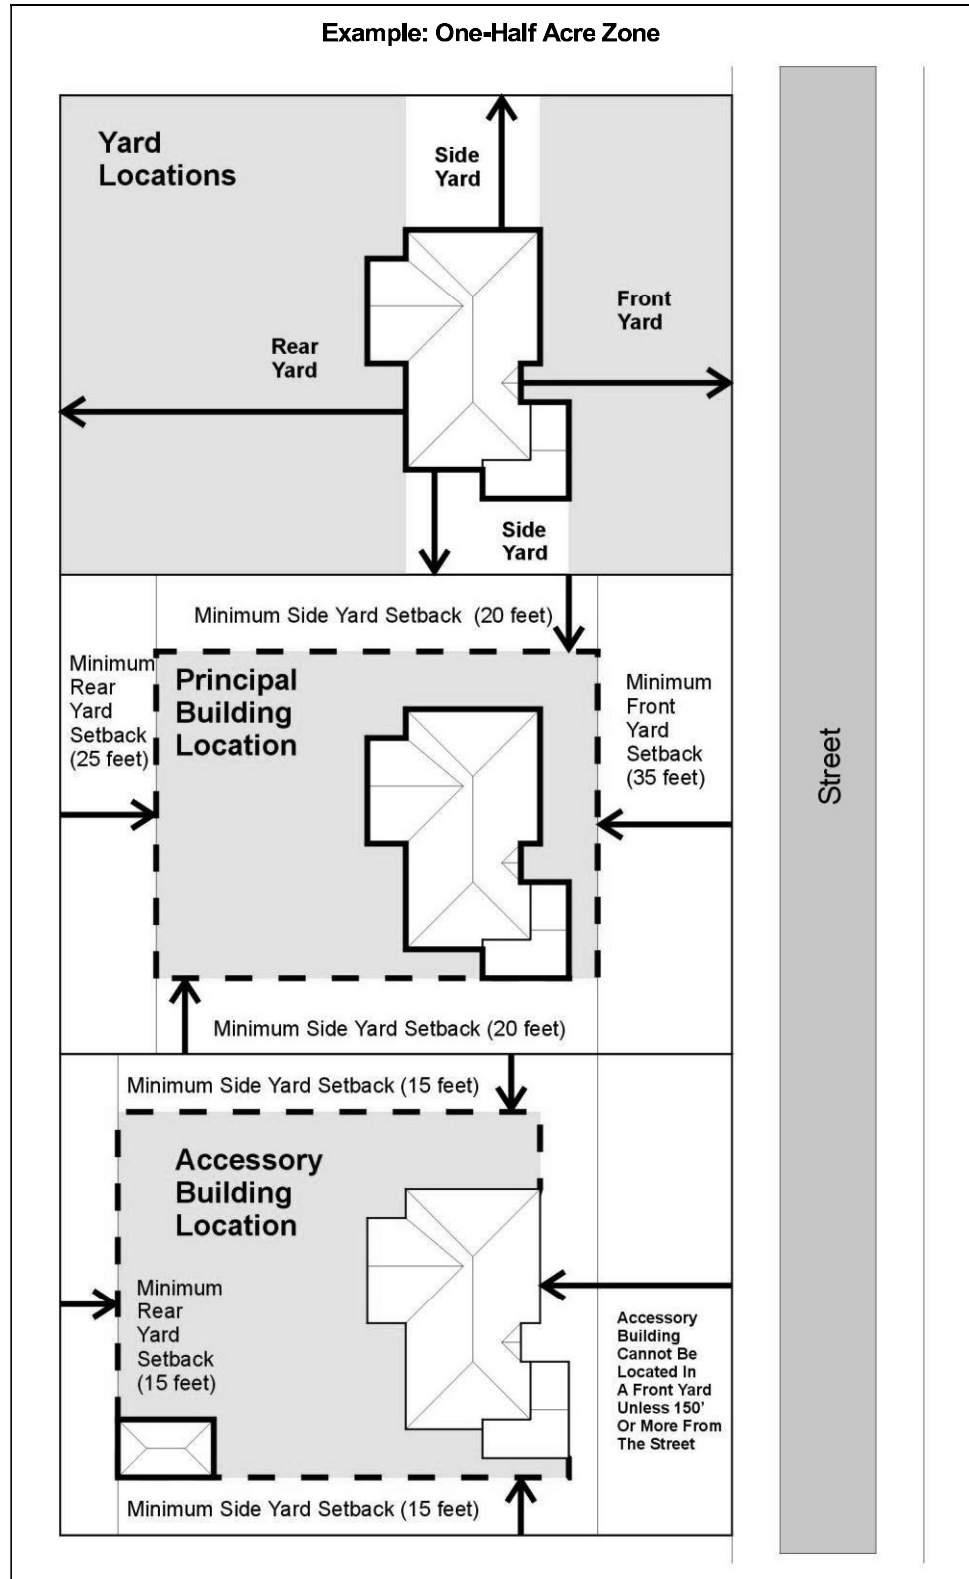 Example: One-Half Acre Zone
Yard
Locations
Side
Yard
Front
Yard
Rear
Yard
Side
Yard
Minimum Side Yard Setback (20 feet)
Minimum
Rear
Yard
Setback
(25 feet)
Principal
Building
Location
Minimum
Front
Yard
Setback
(35 feet)
Street
Minimum Side Yard Setback (20 feet)
Minimum Side Yard Setback (15 feet)
Accessory
Building
Location
Minimum
Rear
Yard
Setback
(15 feet)
Accessory
Building
Cannot Be
Located In
A Front Yard
Unless 150'
Or More From
The Street
Minimum Side Yard Setback (15 feet)